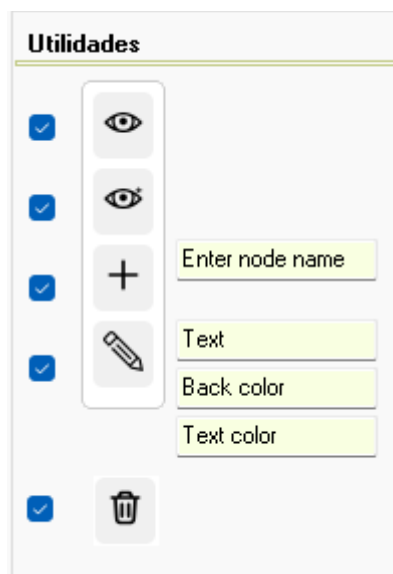 Utilidades
Enter node name
Text
Back color
Text color